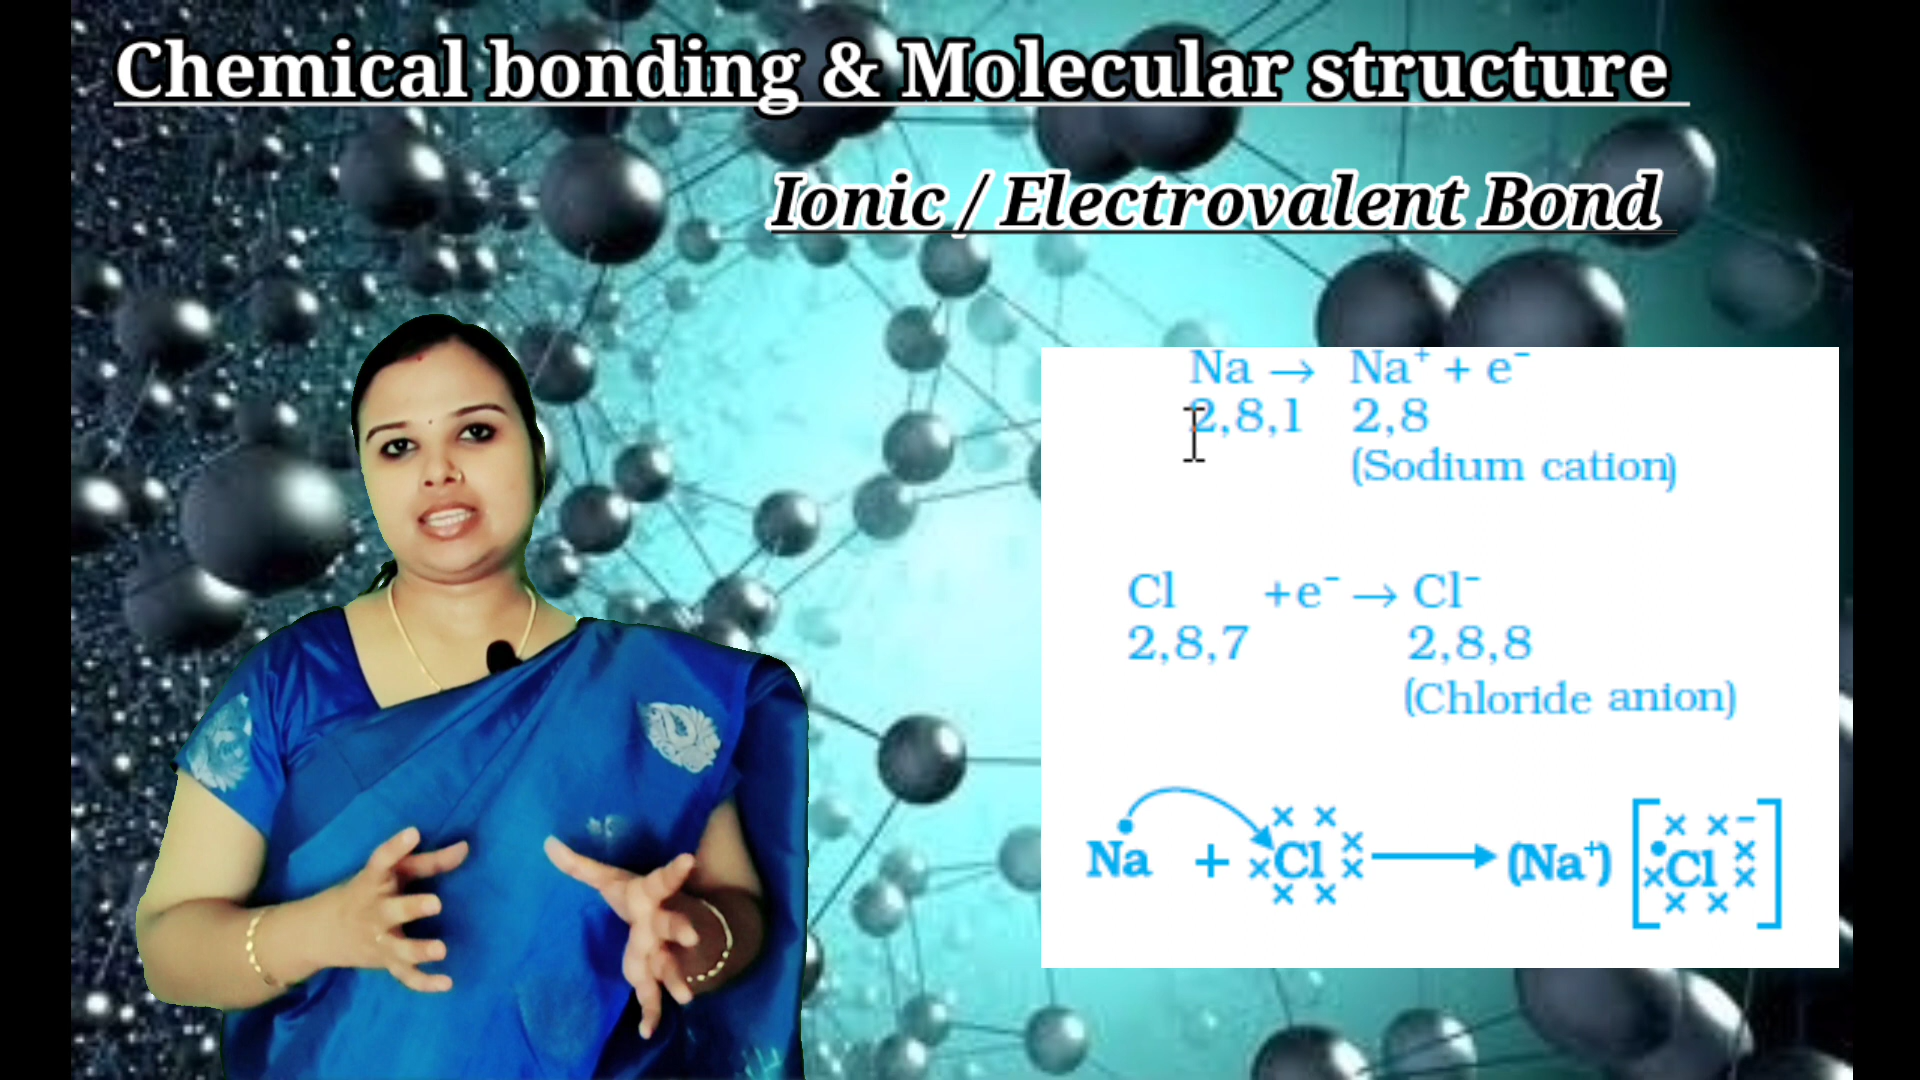 Chemical bonding & Molecular structure
Ionic / Electrovalent Bond
Na → Na⁺ + e⁻
2,8,1 2,8
(Sodium cation)
Cl +e⁻ → Cl⁻
2,8,7 2,8,8
(Chloride anion)
Na + Cl → (Na⁺) [Cl]⁻